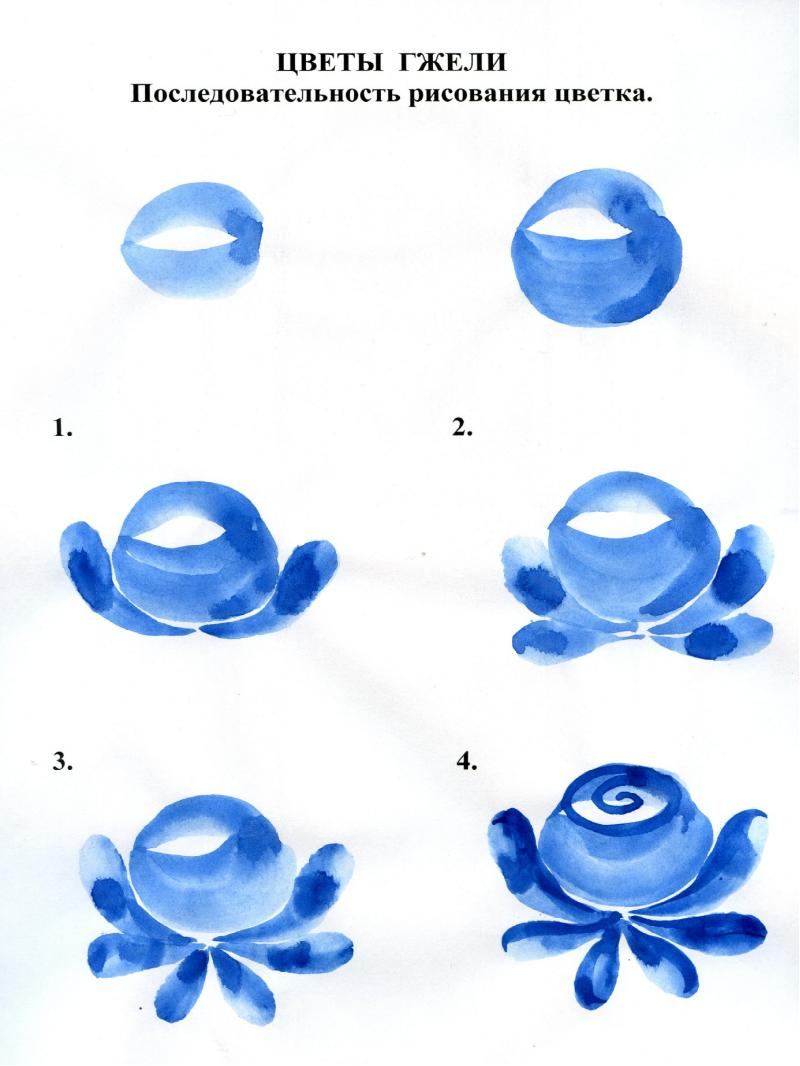 ЦВЕТЫ ГЖЕЛИ
Последовательность рисования цветка.
1.
2.
3.
4.